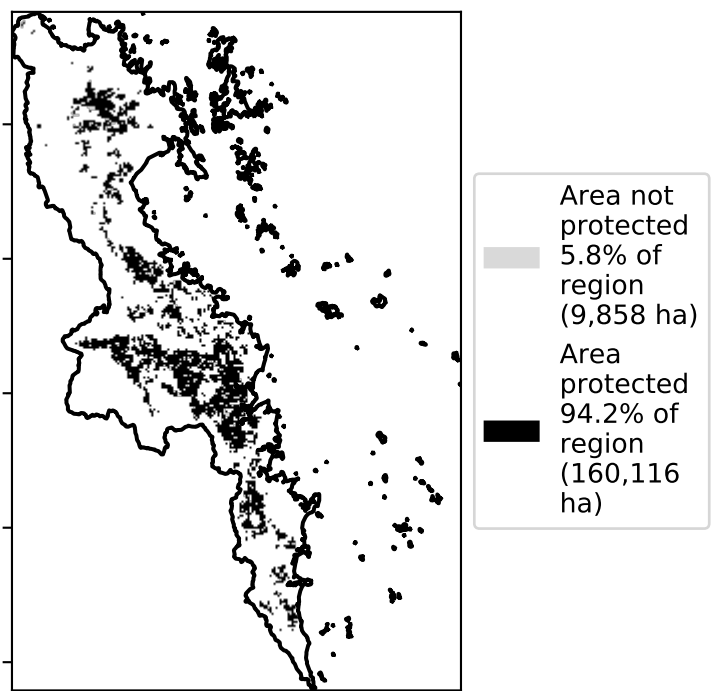 Area not
protected
5.8% of
region
(9,858 ha)
Area
protected
94.2% of
region
(160,116
ha)